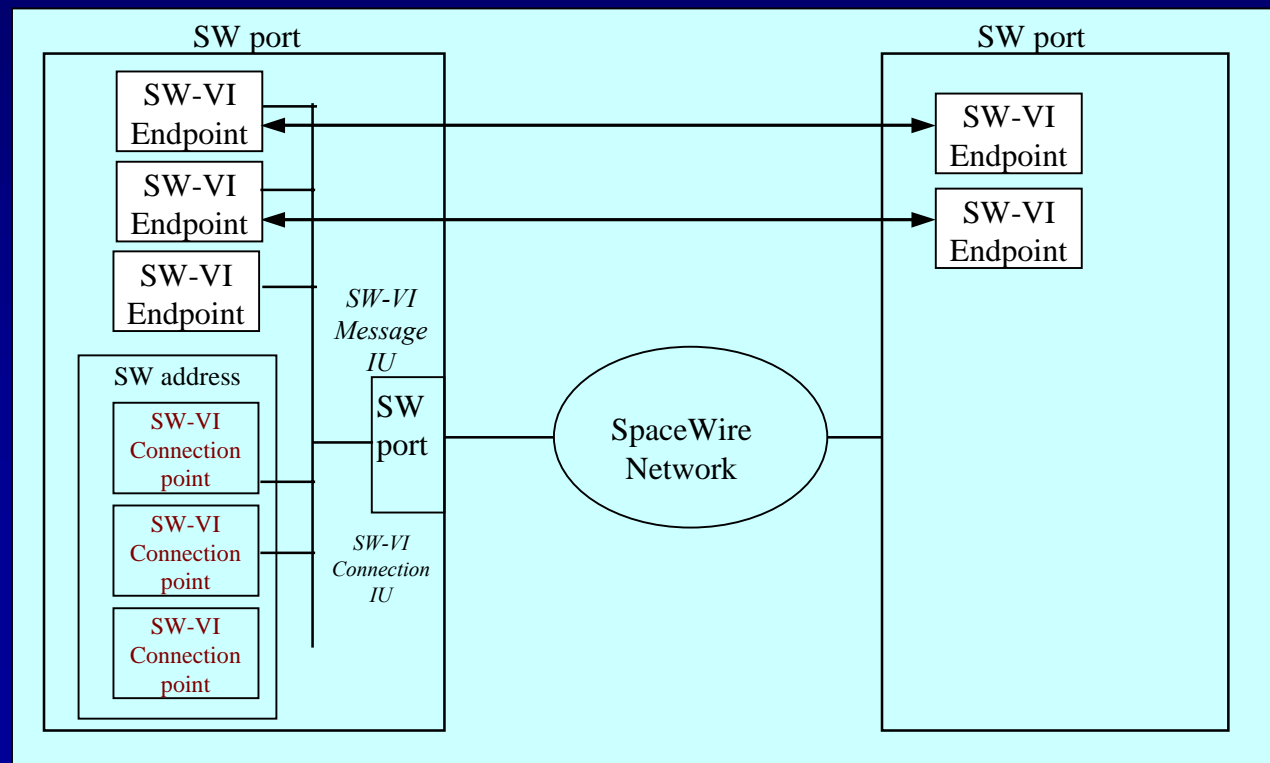 SW port
SW-VI
Endpoint
SW-VI
Endpoint
SW-VI
Endpoint
SW address
SW-VI
Connection
point
SW-VI
Connection
point
SW-VI
Connection
point
SW-VI
Message
IU
SW
port
SW-VI
Connection
IU
SpaceWire
Network
SW port
SW-VI
Endpoint
SW-VI
Endpoint